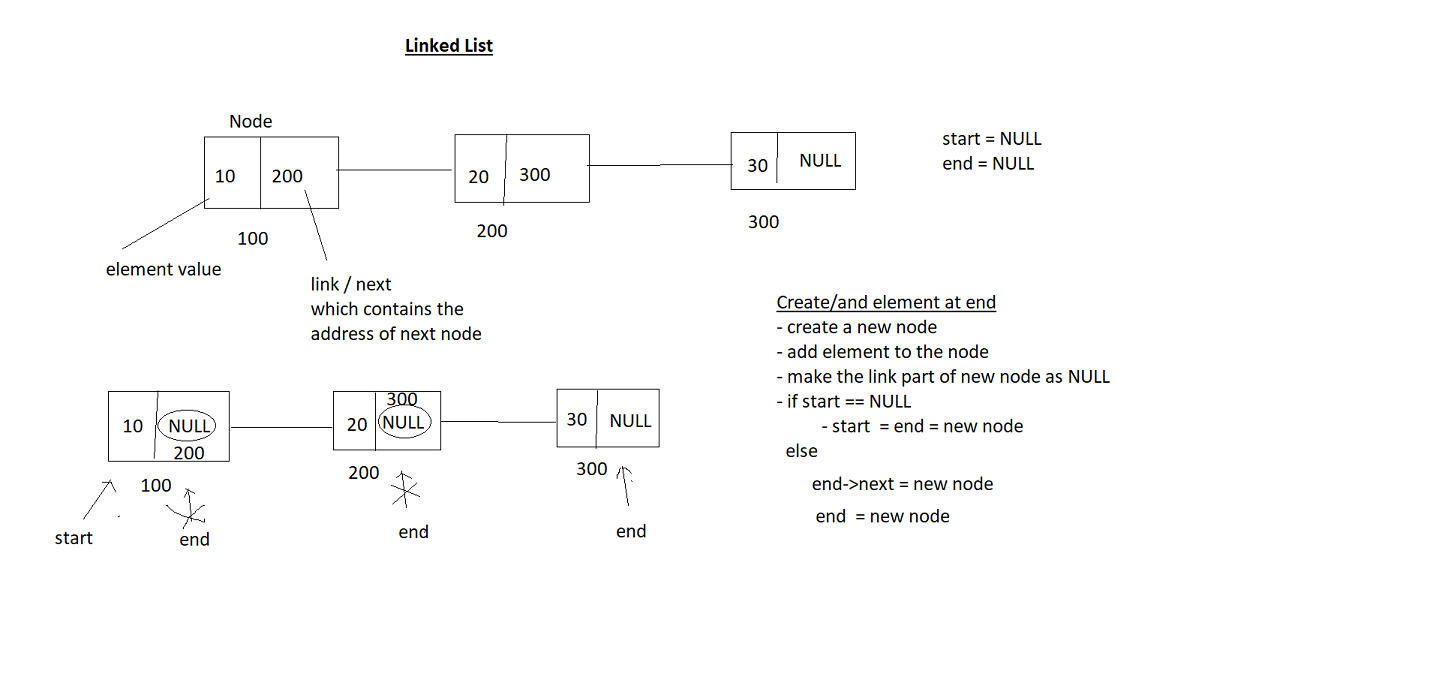 Linked List
Node
10 200
20 300
30 NULL
start = NULL
end = NULL
100
200
300
element value
link / next
which contains the
address of next node
Create/and element at end
- create a new node
- add element to the node
- make the link part of new node as NULL
- if start == NULL
- start = end = new node
else
end->next = new node
end = new node
10 NULL
200
300
20 NULL
30 NULL
100
200
300
start
end
end
end